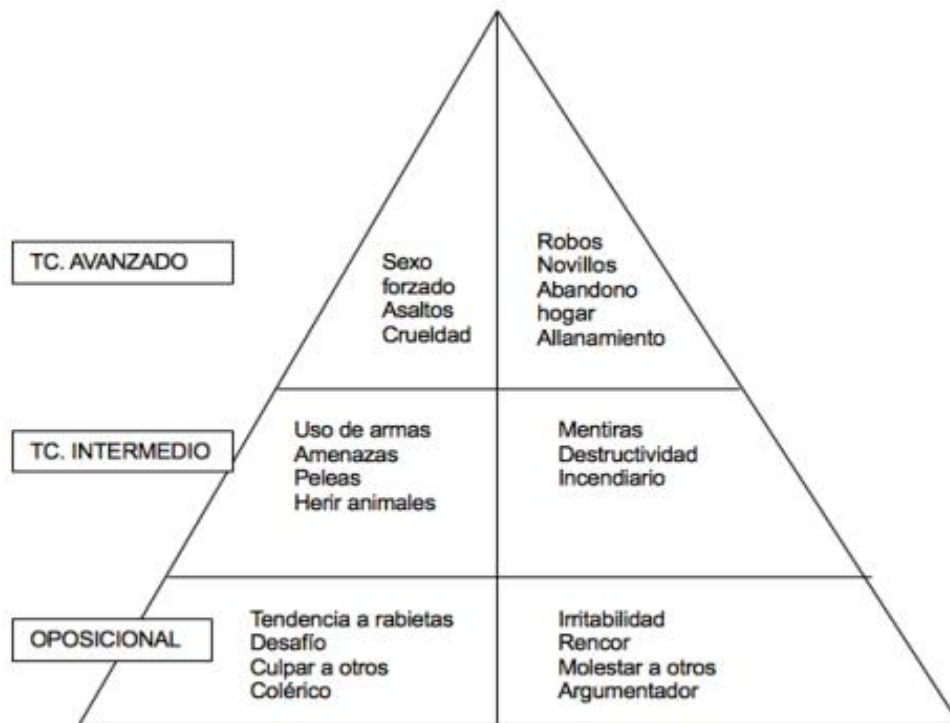 TC. AVANZADO
Sexo
forzado
Asaltos
Crueldad
Robos
Novillos
Abandono
hogar
Allanamiento
TC. INTERMEDIO
Uso de armas
Amenazas
Peleas
Herir animales
Mentiras
Destructividad
Incendiario
OPOSICIONAL
Tendencia a rabietas
Desafío
Culpar a otros
Colérico
Irritabilidad
Rencor
Molestar a otros
Argumentador